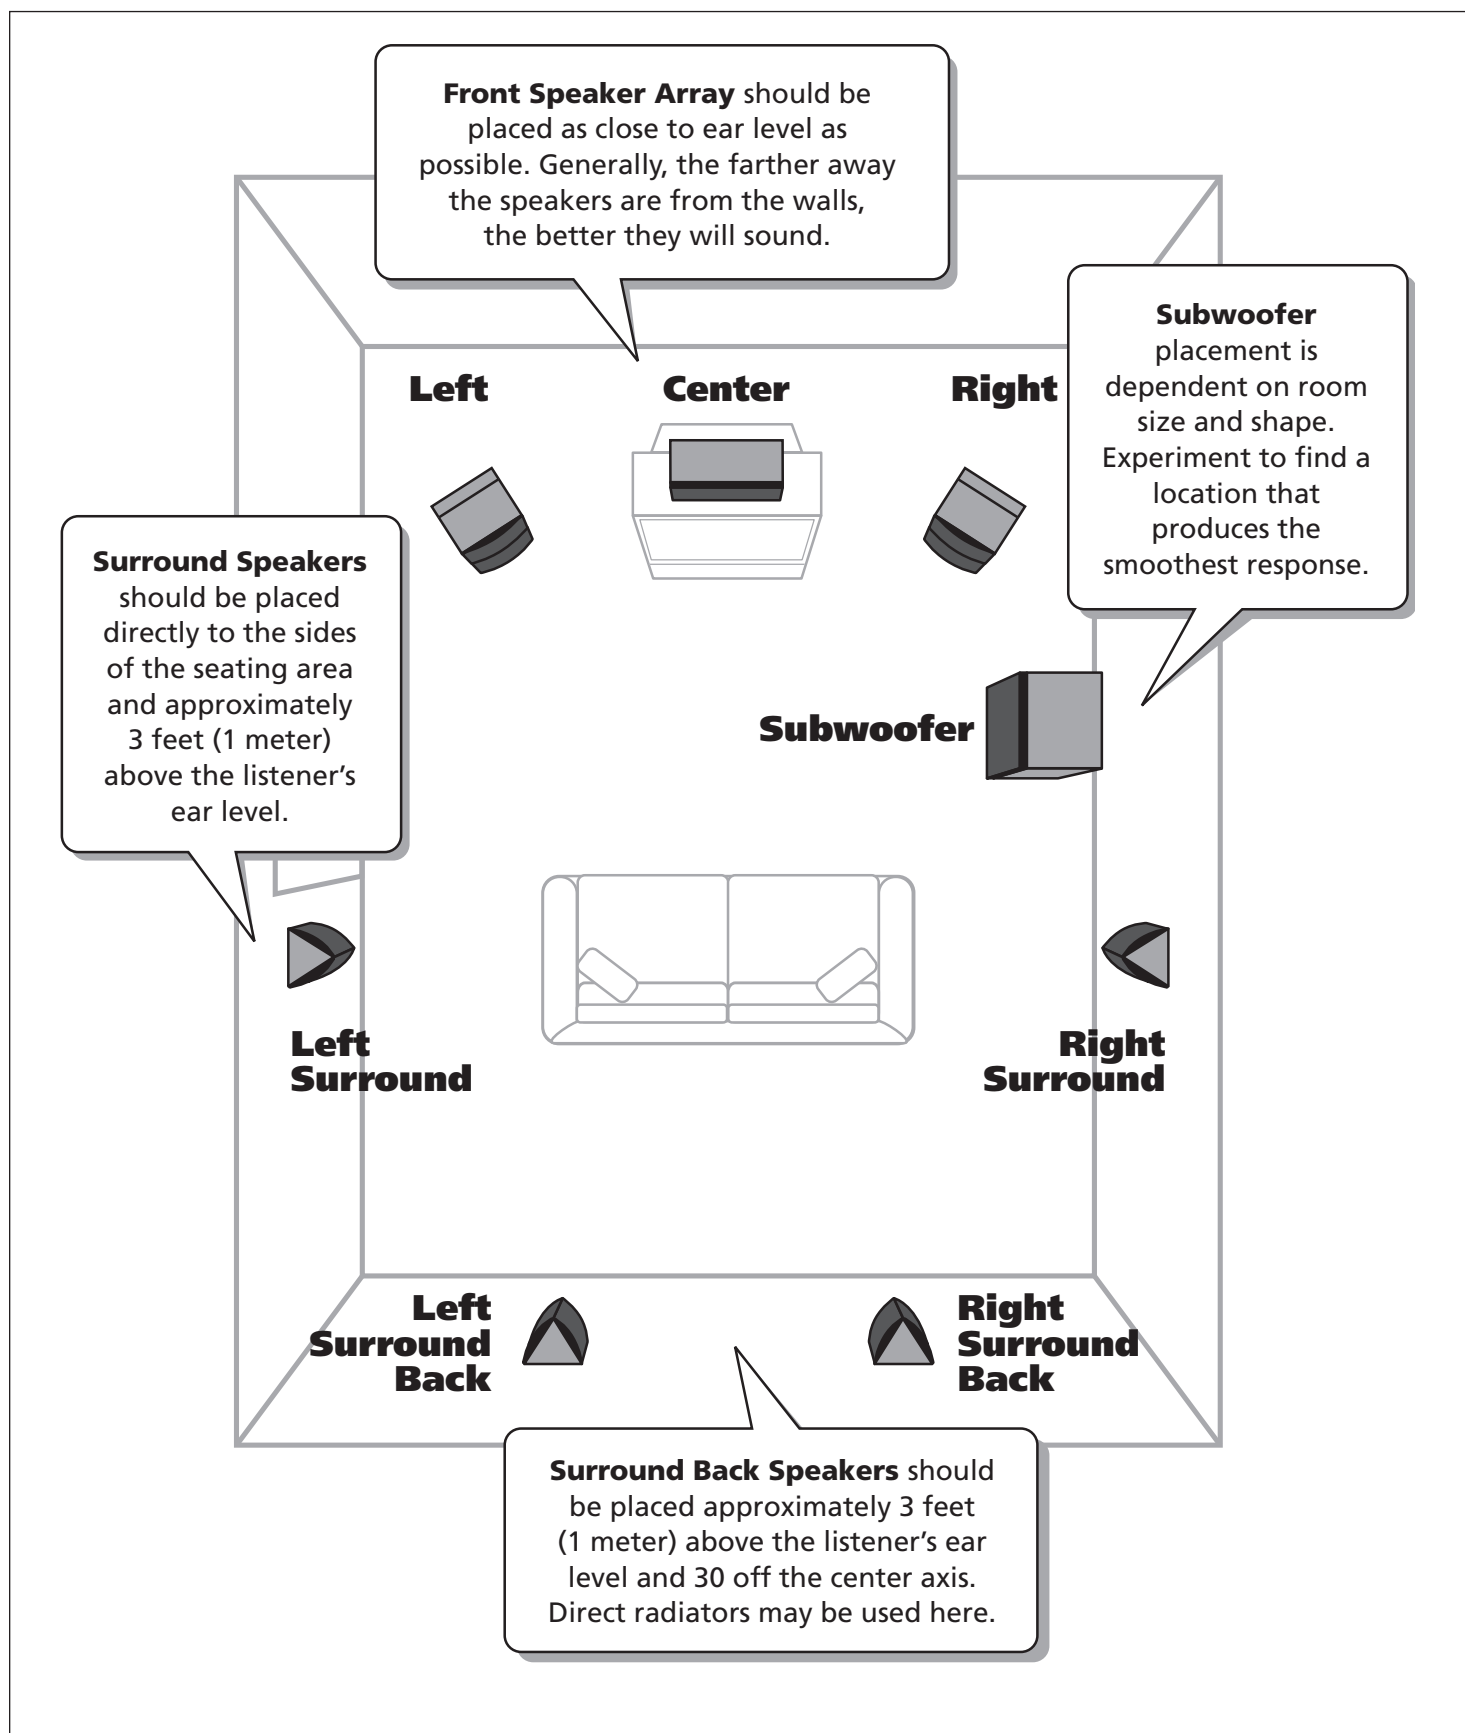 Front Speaker Array should be
placed as close to ear level as
possible. Generally, the farther away
the speakers are from the walls,
the better they will sound.
Subwoofer
placement is
dependent on room
size and shape.
Experiment to find a
location that
produces the
smoothest response.
Left
Center
Right
Surround Speakers
should be placed
directly to the sides
of the seating area
and approximately
3 feet (1 meter)
above the listener’s
ear level.
Subwoofer
Left
Surround
Right
Surround
Left
Surround
Back
Right
Surround
Back
Surround Back Speakers should
be placed approximately 3 feet
(1 meter) above the listener’s ear
level and 30 off the center axis.
Direct radiators may be used here.